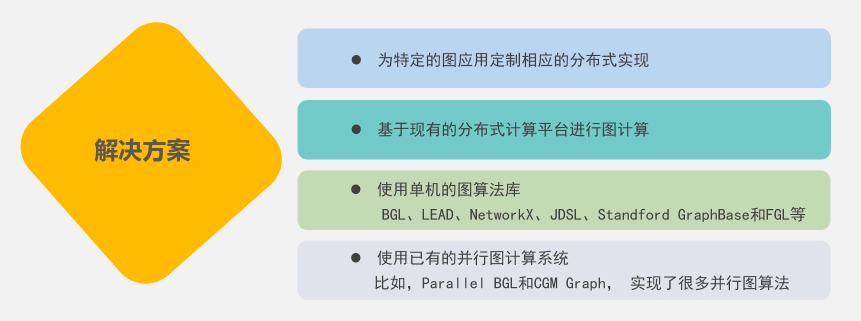 解决方案
● 为特定的图应用定制相应的分布式实现
● 基于现有的分布式计算平台进行图计算
● 使用单机的图算法库
BGL、LEAD、NetworkX、JDSL、Standford GraphBase和FGL等
● 使用已有的并行图计算系统
比如，Parallel BGL和CGM Graph， 实现了很多并行图算法